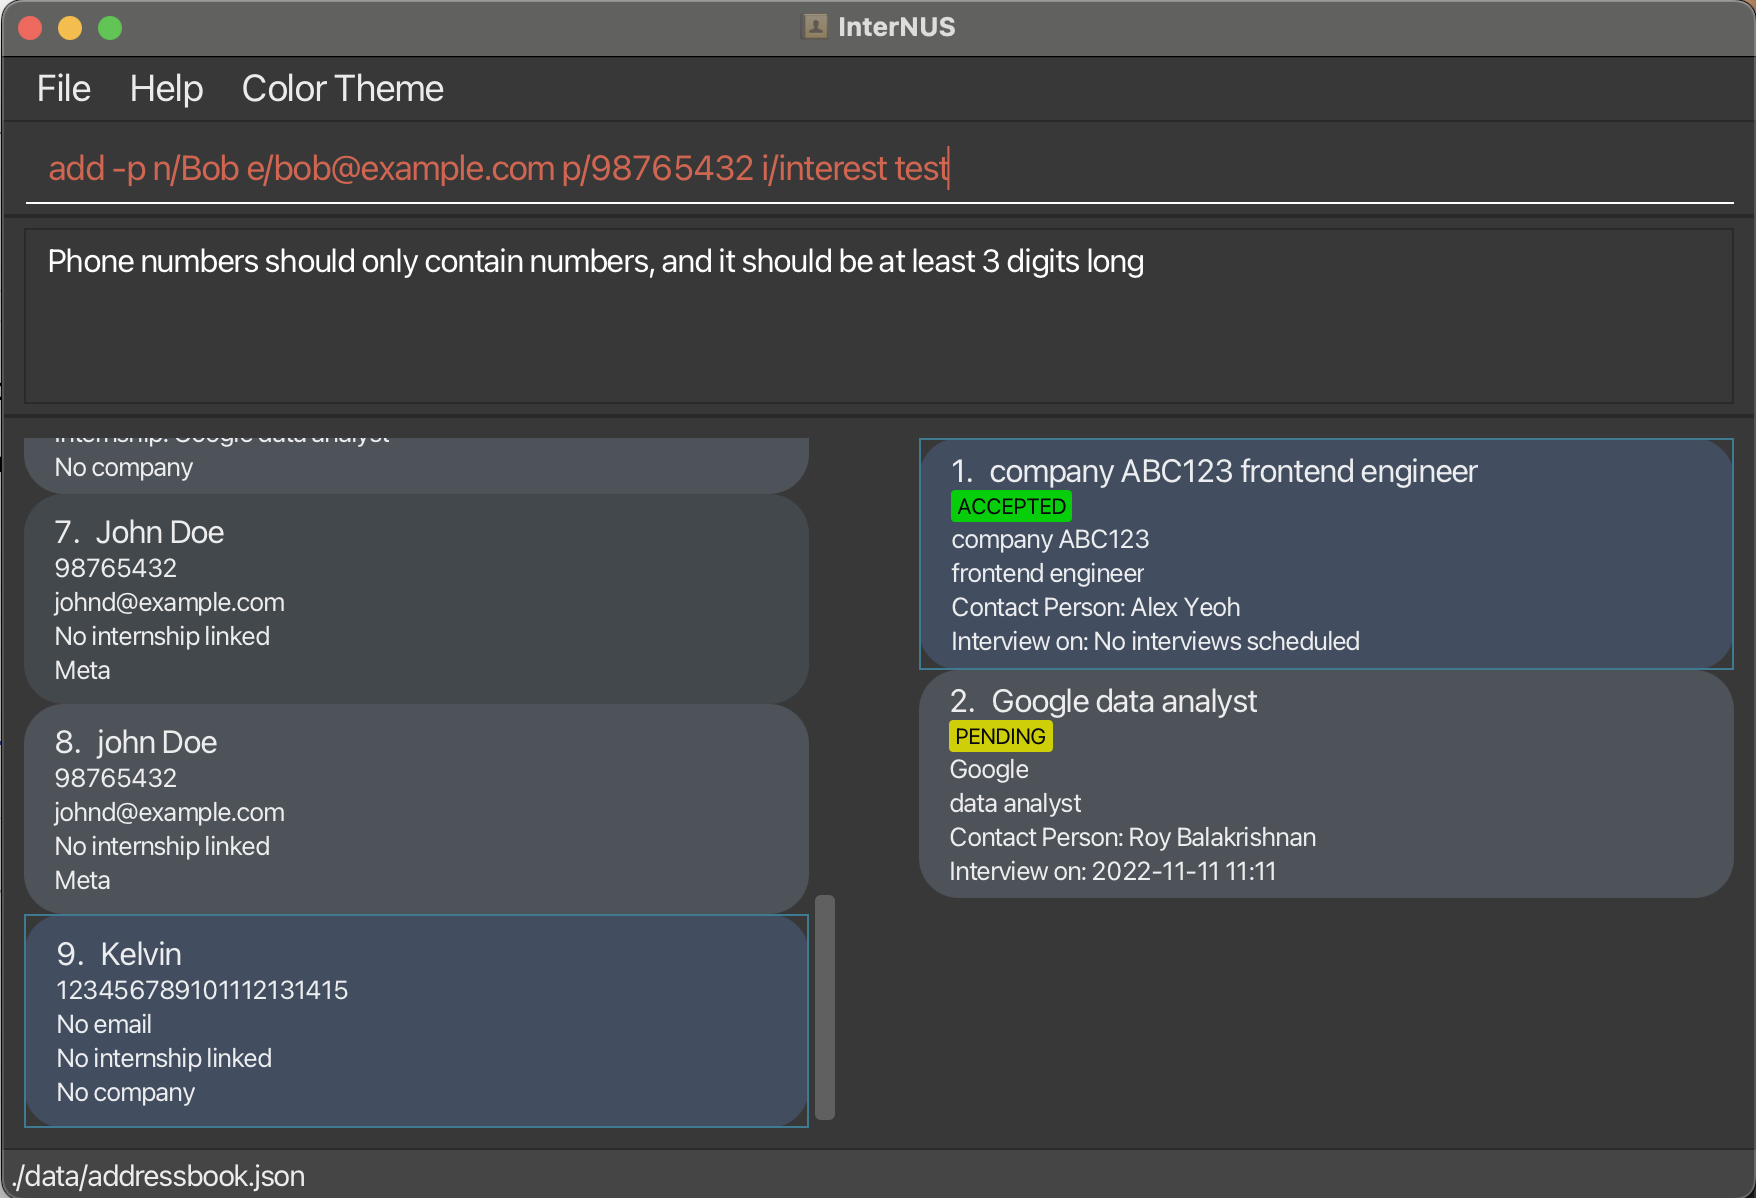 InterNUS
File Help Color Theme
add -p n/Bob e/bob@example.com p/98765432 i/interest test
Phone numbers should only contain numbers, and it should be at least 3 digits long
Internship: Google data analyst
No company
7. John Doe
98765432
johnd@example.com
No internship linked
Meta
8. john Doe
98765432
johnd@example.com
No internship linked
Meta
9. Kelvin
123456789101112131415
No email
No internship linked
No company
1. company ABC123 frontend engineer
ACCEPTED
company ABC123
frontend engineer
Contact Person: Alex Yeoh
Interview on: No interviews scheduled
2. Google data analyst
PENDING
Google
data analyst
Contact Person: Roy Balakrishnan
Interview on: 2022-11-11 11:11
./data/addressbook.json